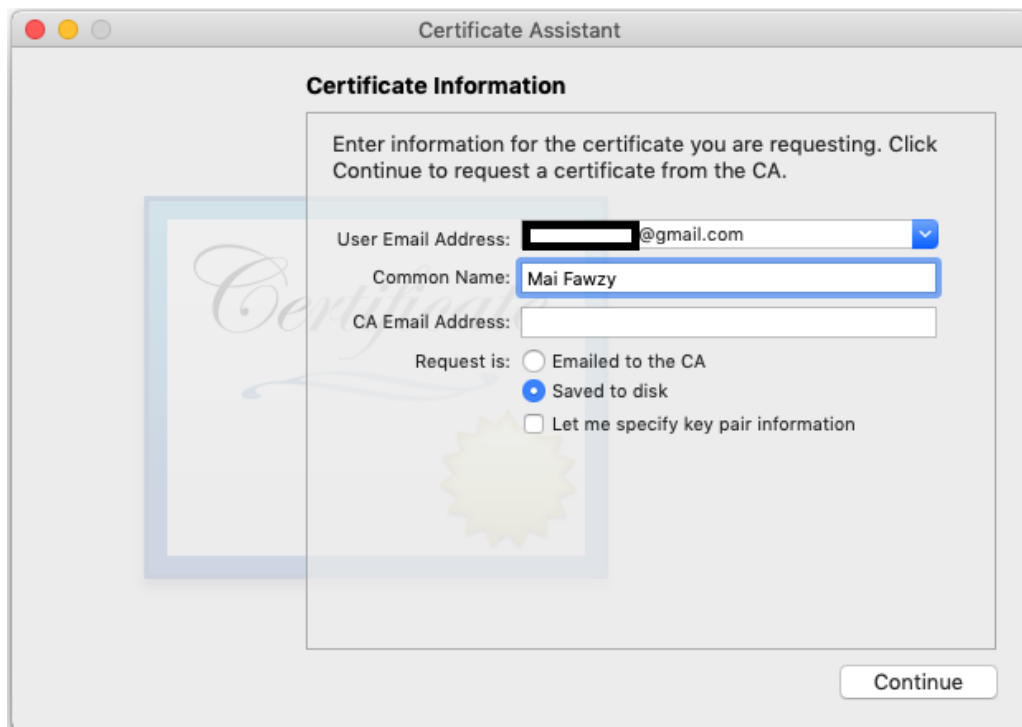 Certificate Assistant
Certificate Information
Enter information for the certificate you are requesting. Click
Continue to request a certificate from the CA.
User Email Address: @gmail.com
Common Name: Mai Fawzy
CA Email Address:
Request is: Emailed to the CA
Saved to disk
Let me specify key pair information
Certificate
Continue